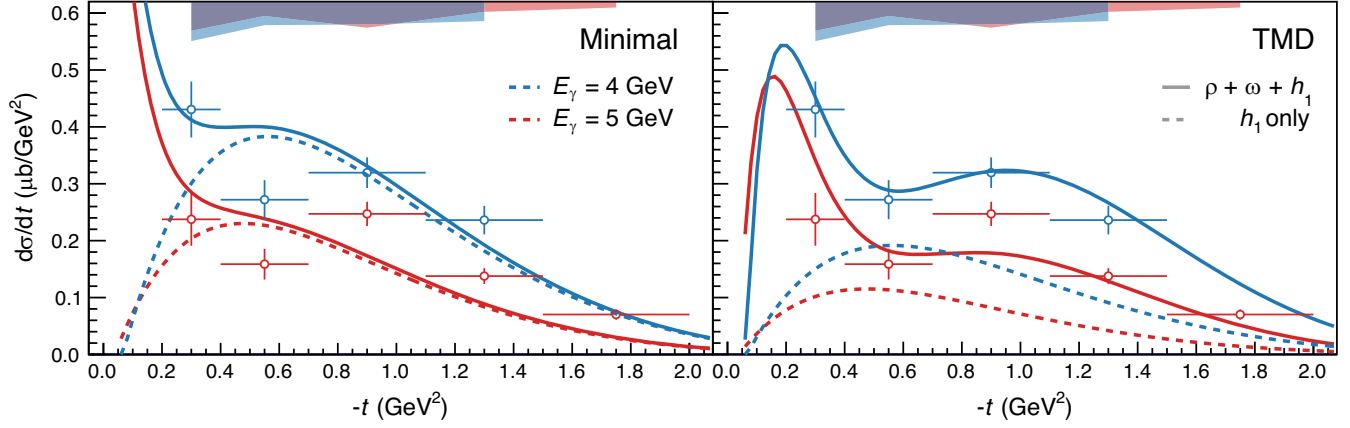 0.6
0.5
0.4
0.3
0.2
0.1
0.0
dσ/dt (μb/GeV²)
Minimal
E_γ = 4 GeV
E_γ = 5 GeV
0.0 0.2 0.4 0.6 0.8 1.0 1.2 1.4 1.6 1.8 2.0
-t (GeV²)
TMD
ρ + ω + h₁
h₁ only
0.0 0.2 0.4 0.6 0.8 1.0 1.2 1.4 1.6 1.8 2.0
-t (GeV²)